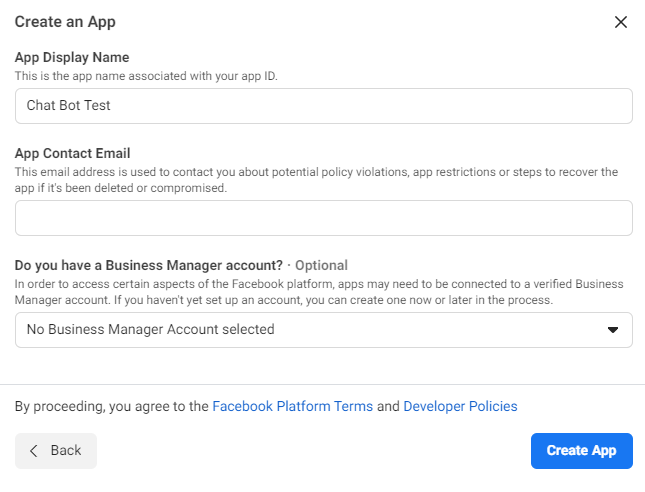 Create an App
App Display Name
This is the app name associated with your app ID.
Chat Bot Test
App Contact Email
This email address is used to contact you about potential policy violations, app restrictions or steps to recover the
app if it's been deleted or compromised.
Do you have a Business Manager account? · Optional
In order to access certain aspects of the Facebook platform, apps may need to be connected to a verified Business
Manager account. If you haven't yet set up an account, you can create one now or later in the process.
No Business Manager Account selected
By proceeding, you agree to the Facebook Platform Terms and Developer Policies
Back
Create App